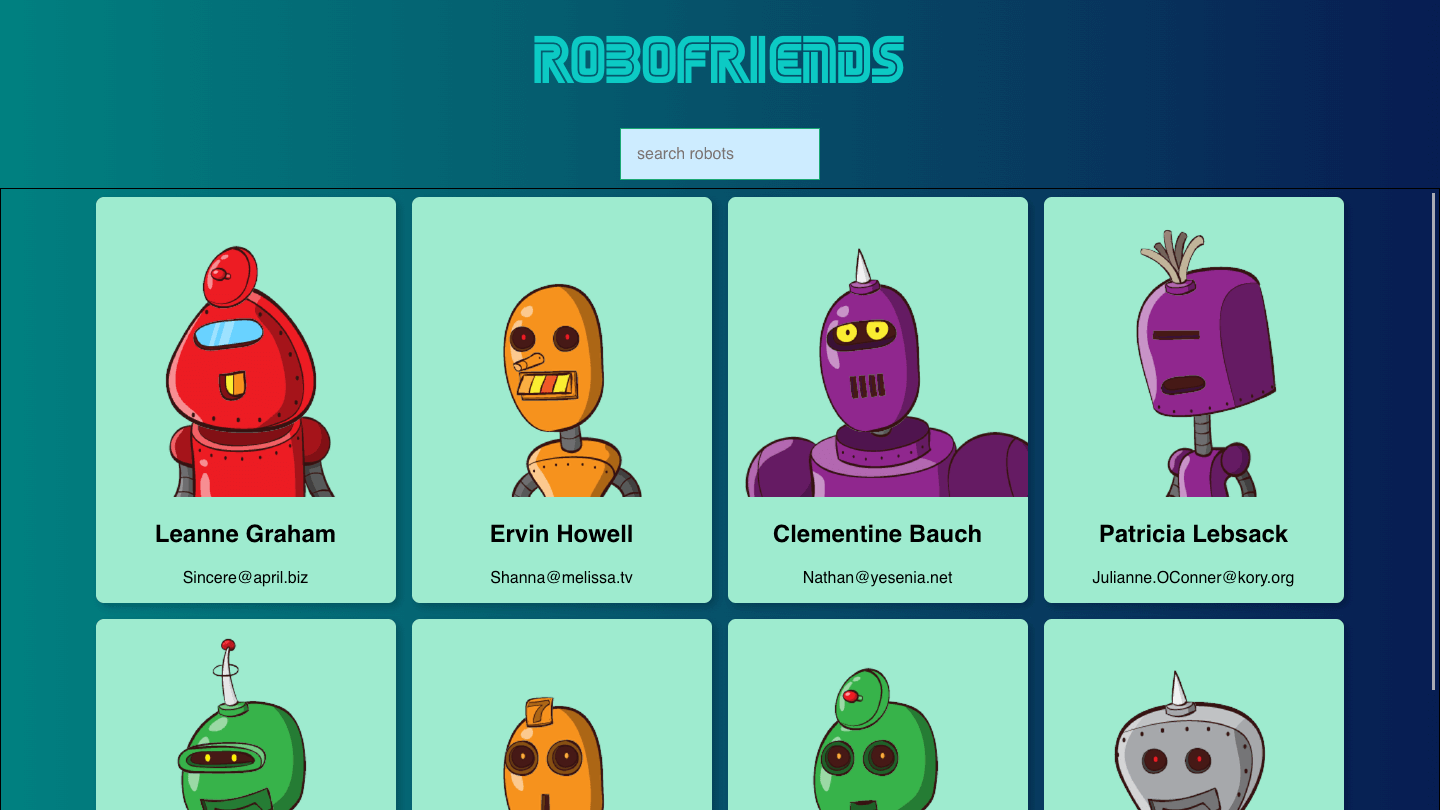 ROBOFRIENDS
search robots
Leanne Graham
Sincere@april.biz
Ervin Howell
Shanna@melissa.tv
Clementine Bauch
Nathan@yesenia.net
Patricia Lebsack
Julianne.OConner@kory.org
7